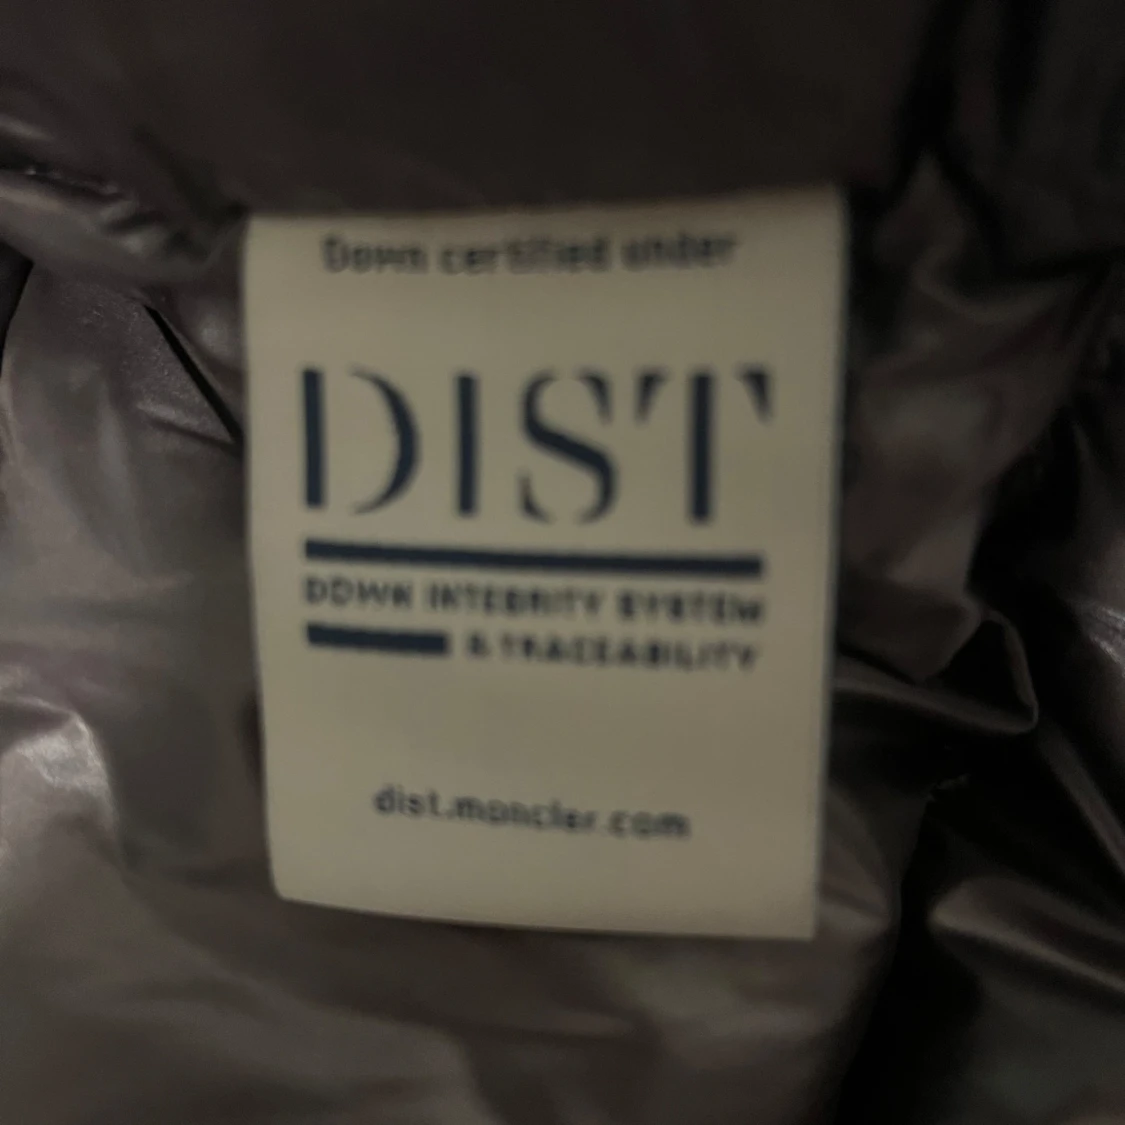 Down certified under
DIST
DOWN INTEGRITY SYSTEM
& TRACEABILITY
dist.moncler.com